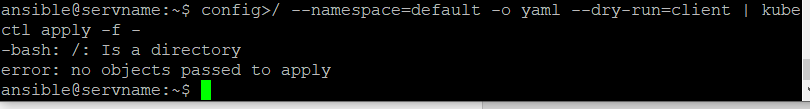 ansible@servname:~$ config>/ --namespace=default -o yaml --dry-run=client | kube
ctl apply -f -
-bash: /: Is a directory
error: no objects passed to apply
ansible@servname:~$